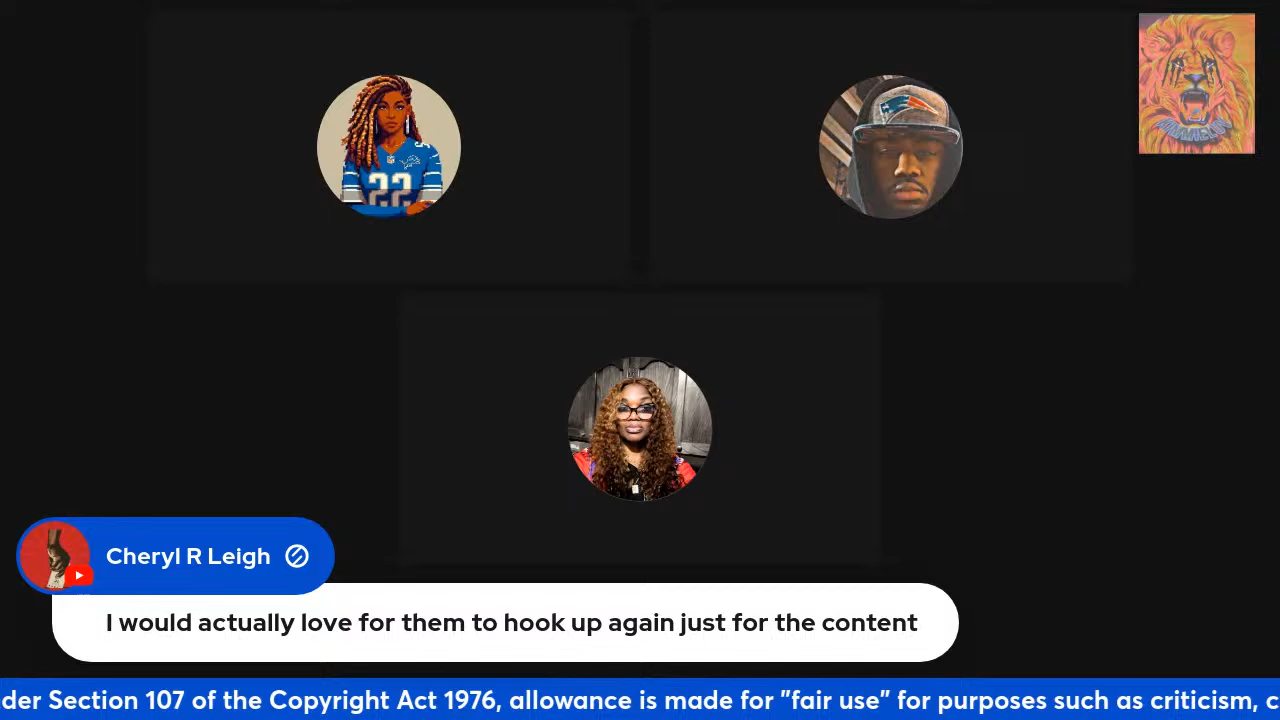 22
Cheryl R Leigh
I would actually love for them to hook up again just for the content
der Section 107 of the Copyright Act 1976, allowance is made for "fair use" for purposes such as criticism, c